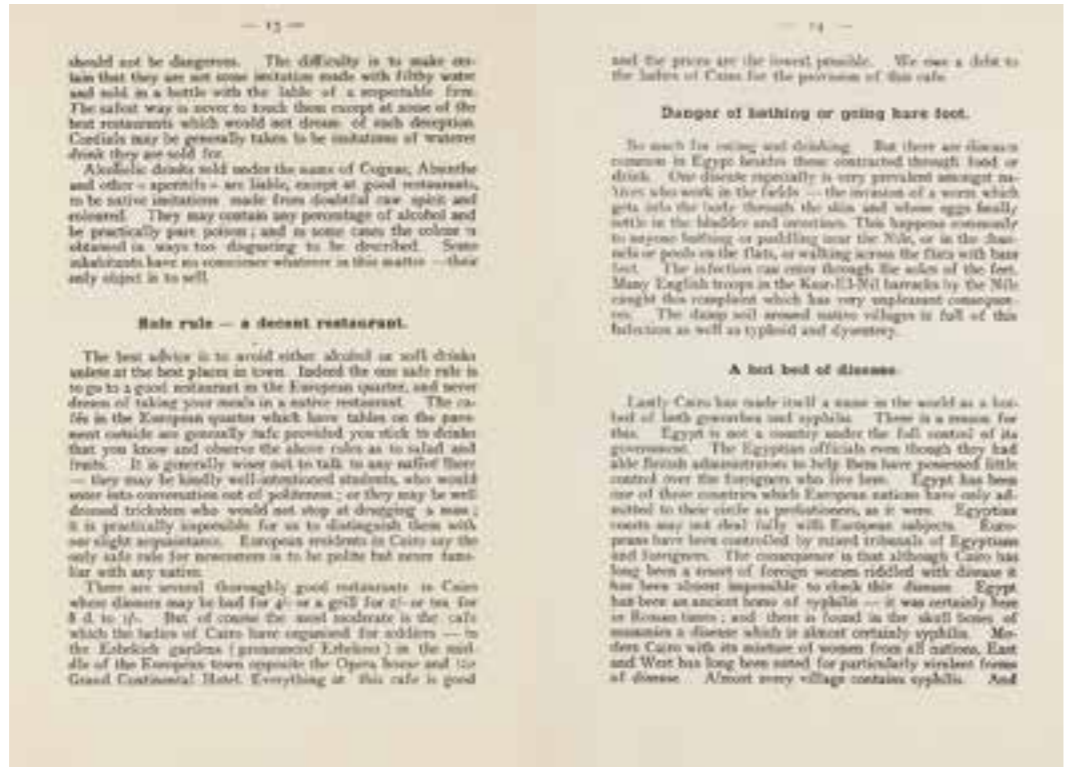 — 13 —
should not be dangerous. The difficulty is to make cer-
tain that they are not some imitation made with filthy water
and sold in a bottle with the lable of a respectable firm.
The safest way is never to touch them except at some of the
best restaurants which would not dream of such deception.
Cordials may be generally taken to be imitations of whatever
drink they are sold for.
Alcoholic drinks sold under the name of Cognac, Absinthe
and other « aperitifs » are liable, except at good restaurants,
to be native imitations made from doubtful raw spirit and
coloured. They may contain any percentage of alcohol and
be practically pure poison; and in some cases the colour is
obtained in ways too disgusting to be described. Some
inhabitants have no conscience whatever in this matter — their
only object is to sell.
Safe rule — a decent restaurant.
The best advice is to avoid either alcohol or soft drinks
unless at the best places in town. Indeed the one safe rule is
to go to a good restaurant in the European quarter, and never
dream of taking your meals in a native restaurant. The ca-
fés in the European quarter which have tables on the pave-
ment outside are generally safe provided you stick to drinks
that you know and observe the above rules as to salad and
fruits. It is generally wiser not to talk to any native there
— they may be kindly well-intentioned students, who would
enter into conversation out of politeness; or they may be well
dressed tricksters who would not stop at drugging a man;
it is practically impossible for us to distinguish them with
our slight acquaintance. European residents in Cairo say the
only safe rule for newcomers is to be polite but never fami-
liar with any native.
There are several thoroughly good restaurants in Cairo
where dinners may be had for 4/- or a grill for 2/- or tea for
8 d. to 1/-. But of course the most moderate is the café
which the ladies of Cairo have organised for soldiers — in
the Esbekieh gardens (pronounced Ezbekea) in the mid-
dle of the European town opposite the Opera house and the
Grand Continental Hotel. Everything at this cafe is good
— 14 —
and the prices are the lowest possible. We owe a debt to
the ladies of Cairo for the provision of this cafe.
Danger of bathing or going bare foot.
So much for eating and drinking. But there are diseases
common in Egypt besides those contracted through food or
drink. One disease especially is very prevalent amongst na-
tives who work in the fields — the invasion of a worm which
gets into the body through the skin and whose eggs finally
settle in the bladder and intestines. This happens commonly
to anyone bathing or paddling near the Nile, or in the chan-
nels or pools on the flats, or walking across the flats with bare
feet. The infection can enter through the soles of the feet.
Many English troops in the Kasr-El-Nil barracks by the Nile
caught this complaint which has very unpleasant consequen-
ces. The damp soil around native villages is full of this
infection as well as typhoid and dysentery.
A hot bed of disease.
Lastly Cairo has made itself a name in the world as a hot-
bed of both gonorrhea and syphilis. There is a reason for
this. Egypt is not a country under the full control of its
government. The Egyptian officials even though they had
able British administrators to help them have possessed little
control over the foreigners who live here. Egypt has been
one of those countries which European nations have only ad-
mitted to their circle as probationers, as it were. Egyptian
courts may not deal fully with European subjects. Euro-
peans have been controlled by mixed tribunals of Egyptians
and foreigners. The consequence is that although Cairo has
long been a resort of foreign women riddled with disease it
has been almost impossible to check this disease. Egypt
has been an ancient home of syphilis — it was certainly here
in Roman times; and there is found in the skull bones of
mummies a disease which is almost certainly syphilis. Mo-
dern Cairo with its mixture of women from all nations, East
and West has long been noted for particularly virulent forms
of disease. Almost every village contains syphilis. And